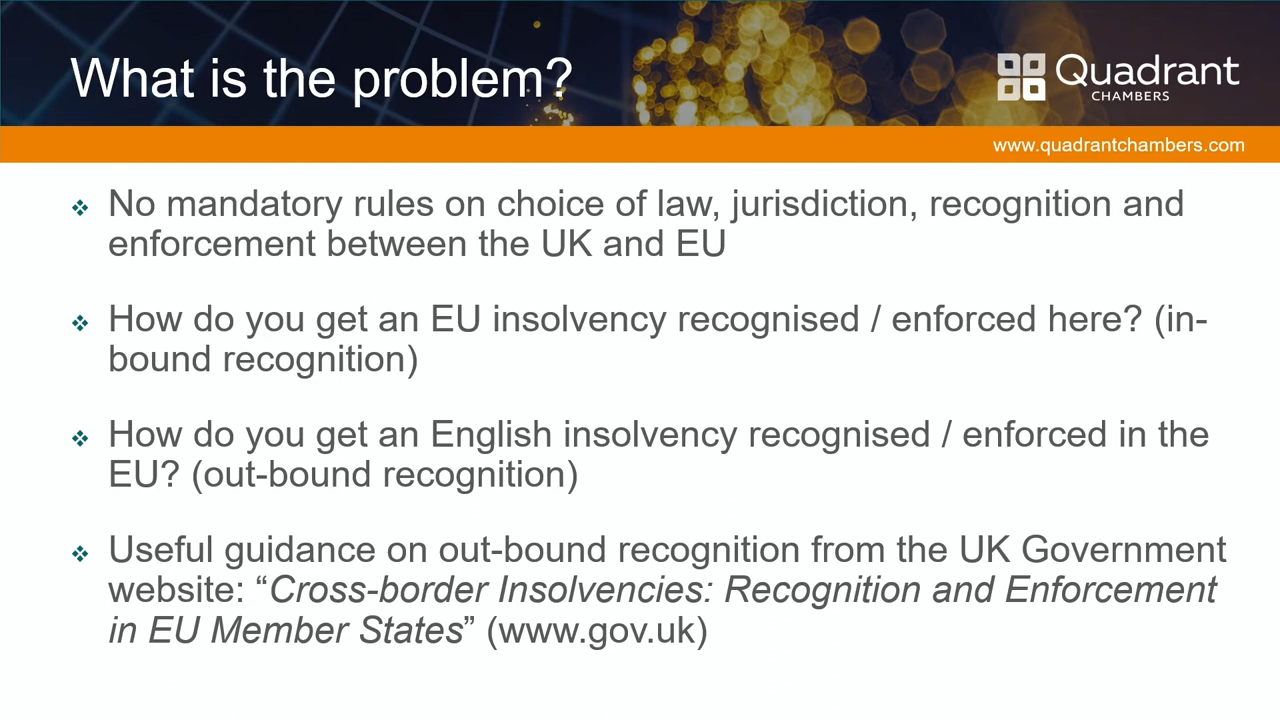 What is the problem?
Quadrant
CHAMBERS
www.quadrantchambers.com
No mandatory rules on choice of law, jurisdiction, recognition and
enforcement between the UK and EU
How do you get an EU insolvency recognised / enforced here? (in-
bound recognition)
How do you get an English insolvency recognised / enforced in the
EU? (out-bound recognition)
Useful guidance on out-bound recognition from the UK Government
website: “Cross-border Insolvencies: Recognition and Enforcement
in EU Member States” (www.gov.uk)